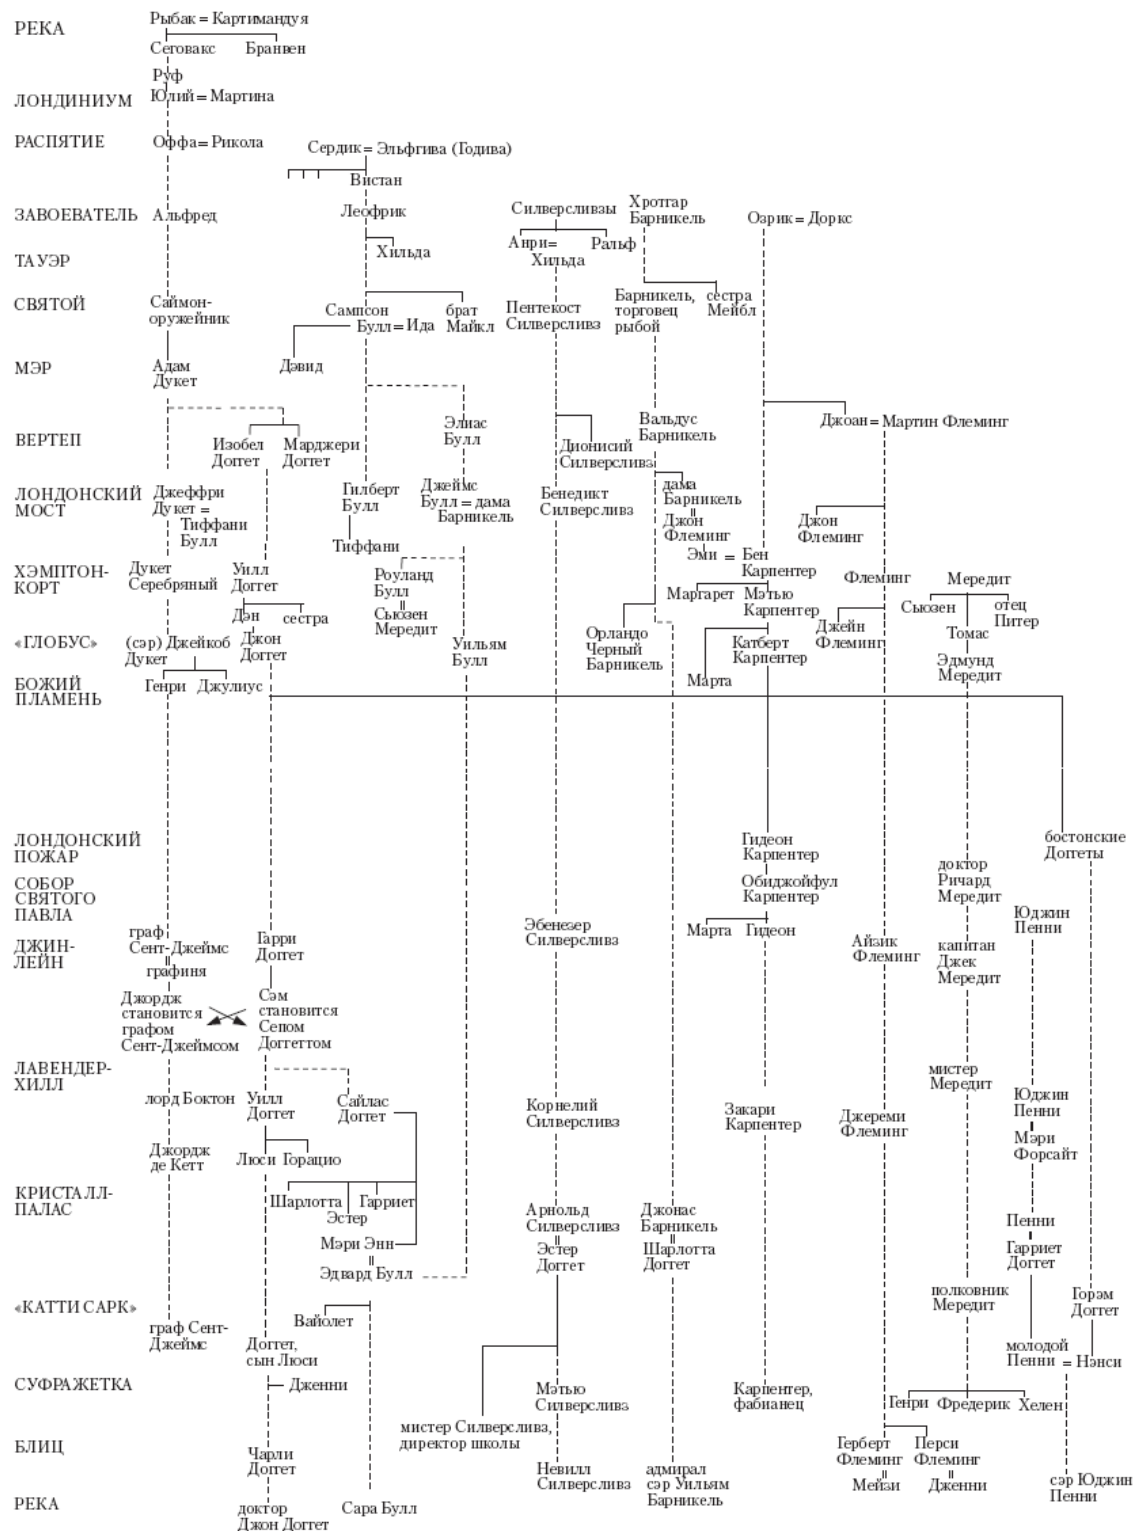 РЕКА
Рыбак = Картимандуя
Сеговакс Бранвен
Руф
ЛОНДИНИУМ
Юлий = Мартина
РАСПЯТИЕ
Оффа = Рикола
Сердик = Эльфгива (Годива)
Вистан
ЗАВОЕВАТЕЛЬ
Альфред
Леофрик
Хильда
Силверсливзы
Анри = Ральф
Хильда
Хротгар
Барникель
Озрик = Доркс
ТАУЭР
СВЯТОЙ
Саймон-
оружейник
Сампсон
Булл = Ида
брат
Майкл
Пентекост
Силверсливз
Барникель,
торговец
рыбой
сестра
Мейбл
МЭР
Адам
Дукет
Дэвид
ВЕРТЕП
Изобел
Доггет
Марджери
Доггет
Элиас
Булл
Дионисий
Силверсливз
Вальдус
Барникель
Джоан = Мартин Флеминг
ЛОНДОНСКИЙ
МОСТ
Джеффри
Дукет =
Тиффани
Булл
Гилберт
Булл
Тиффани
Джеймс
Булл = дама
Барникель
Бенедикт
Силверсливз
дама
Барникель
=
Джон
Флеминг
Джон
Флеминг
Эми = Бен
Карпентер
ХЭМПТОН-
КОРТ
Дукет
Серебряный
Уилл
Доггет
Дэн сестра
Роуланд
Булл
=
Сьюзен
Мередит
Маргарет Мэтью
Карпентер
Флеминг
Мередит
Сьюзен
отец
Питер
Томас
«ГЛОБУС»
(сэр) Джейкоб
Дукет
Джон
Доггет
Уильям
Булл
Орландо
Черный
Барникель
Катберт
Карпентер
Марта
Джейн
Флеминг
Эдмунд
Мередит
БОЖИЙ
ПЛАМЕНЬ
Генри Джулиус
ЛОНДОНСКИЙ
ПОЖАР
Гидеон
Карпентер
бостонские
Доггеты
СОБОР
СВЯТОГО
ПАВЛА
Обиджойфул
Карпентер
доктор
Ричард
Мередит
Юджин
Пенни
ДЖИН-
ЛЕЙН
граф
Сент-Джеймс
=
графиня
Гарри
Доггет
Эбенезер
Силверсливз
Марта Гидеон
Айзик
Флеминг
капитан
Джек
Мередит
Джордж
становится
графом
Сент-Джеймсом
Сэм
становится
Сепом
Доггеттом
ЛАВЕНДЕР-
ХИЛЛ
лорд Боктон
Уилл
Доггет
Сайлас
Доггет
Корнелий
Силверсливз
Закари
Карпентер
Джереми
Флеминг
мистер
Мередит
Юджин
Пенни
=
Мэри
Форсайт
Джордж
де Кетт
Люси Горацио
КРИСТАЛЛ-
ПАЛАС
Шарлотта Гарриет
Эстер
Мэри Энн
=
Эдвард Булл
Арнольд
Силверсливз
=
Эстер
Доггет
Джонас
Барникель
=
Шарлотта
Доггет
Пенни
=
Гарриет
Доггет
«КАТТИ САРК»
Вайолет
граф Сент-
Джеймс
Доггет,
сын Люси
полковник
Мередит
Горэм
Доггет
молодой
Пенни = Нэнси
СУФРАЖЕТКА
Дженни
мистер Силверсливз,
директор школы
Мэтью
Силверсливз
Карпентер,
фабианец
Генри Фредерик Хелен
БЛИЦ
Чарли
Доггет
Невилл
Силверсливз
адмирал
сэр Уильям
Барникель
Герберт
Флеминг
=
Мейзи
Перси
Флеминг
=
Дженни
сэр Юджин
Пенни
РЕКА
доктор
Джон Доггет
Сара Булл